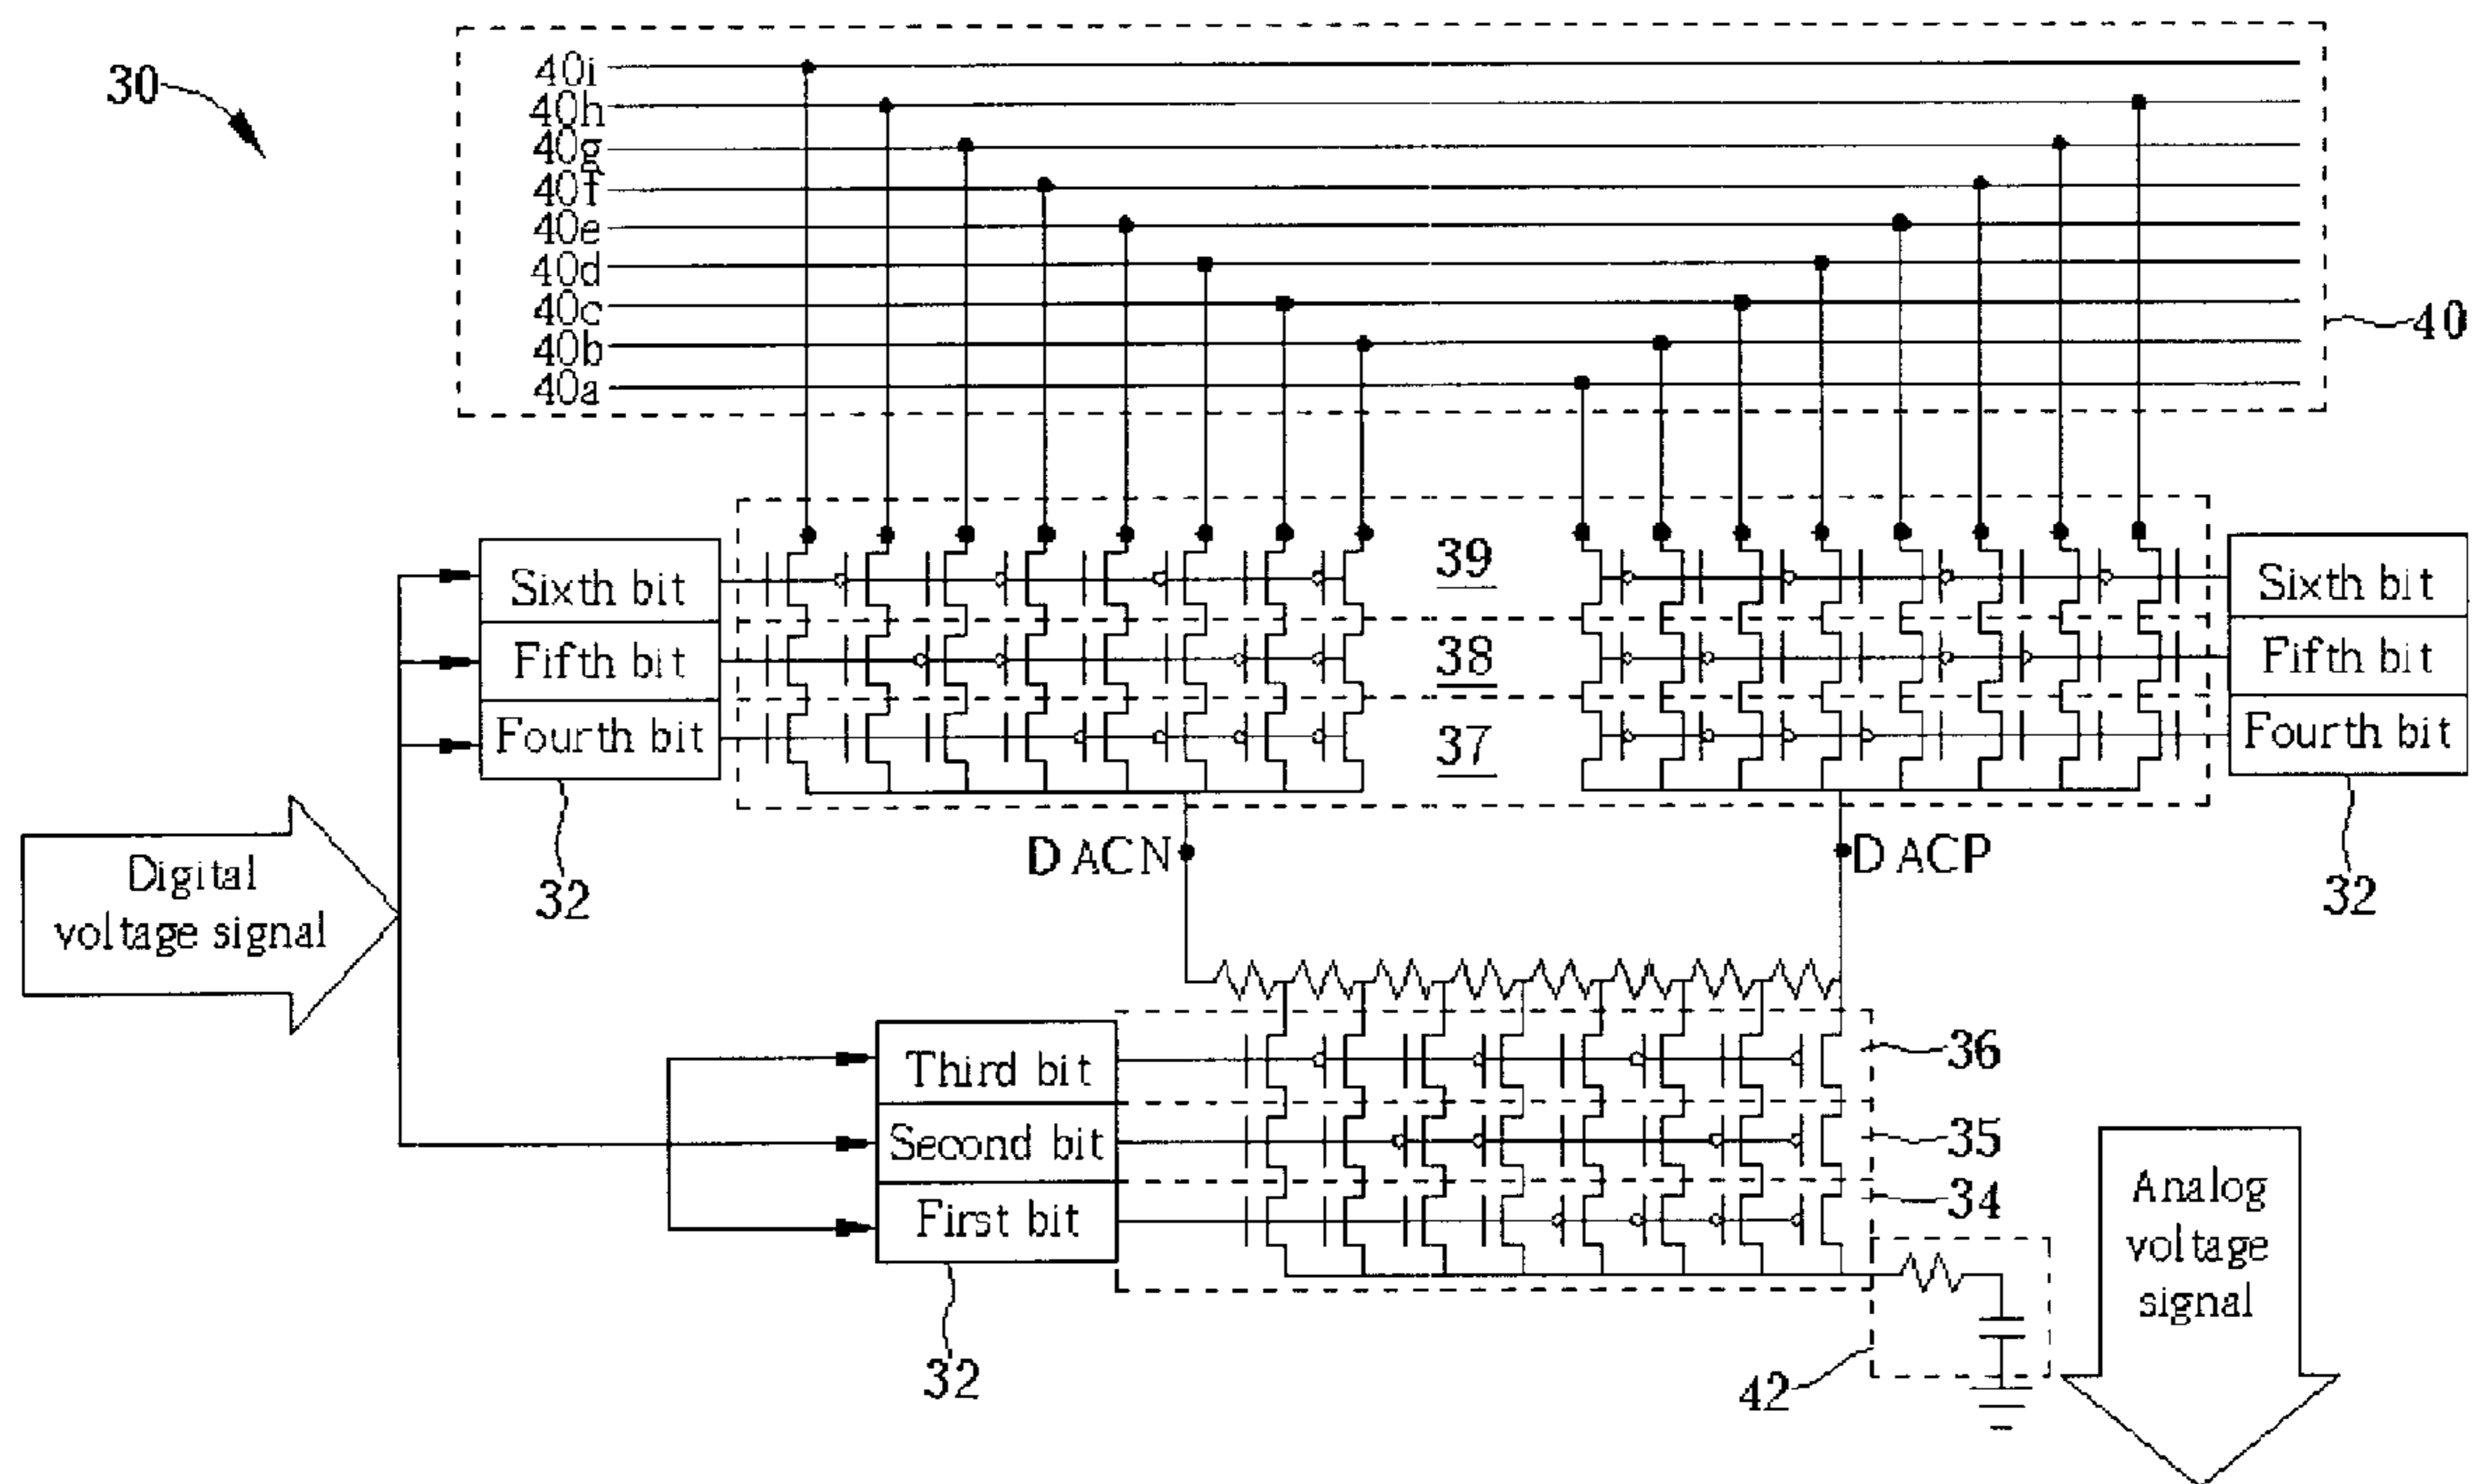 30
40i
40h
40g
40f
40e
40d
40c
40b
40a
40
Sixth bit
Fifth bit
Fourth bit
39
38
37
Sixth bit
Fifth bit
Fourth bit
32
32
DACN
DACP
Digital
voltage signal
Third bit
Second bit
First bit
32
36
35
34
42
Analog
voltage
signal